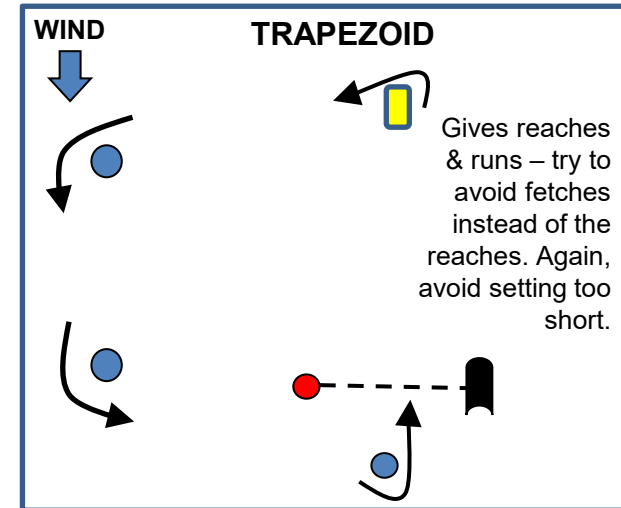 WIND
TRAPEZOID
Gives reaches
& runs – try to
avoid fetches
instead of the
reaches. Again,
avoid setting too
short.